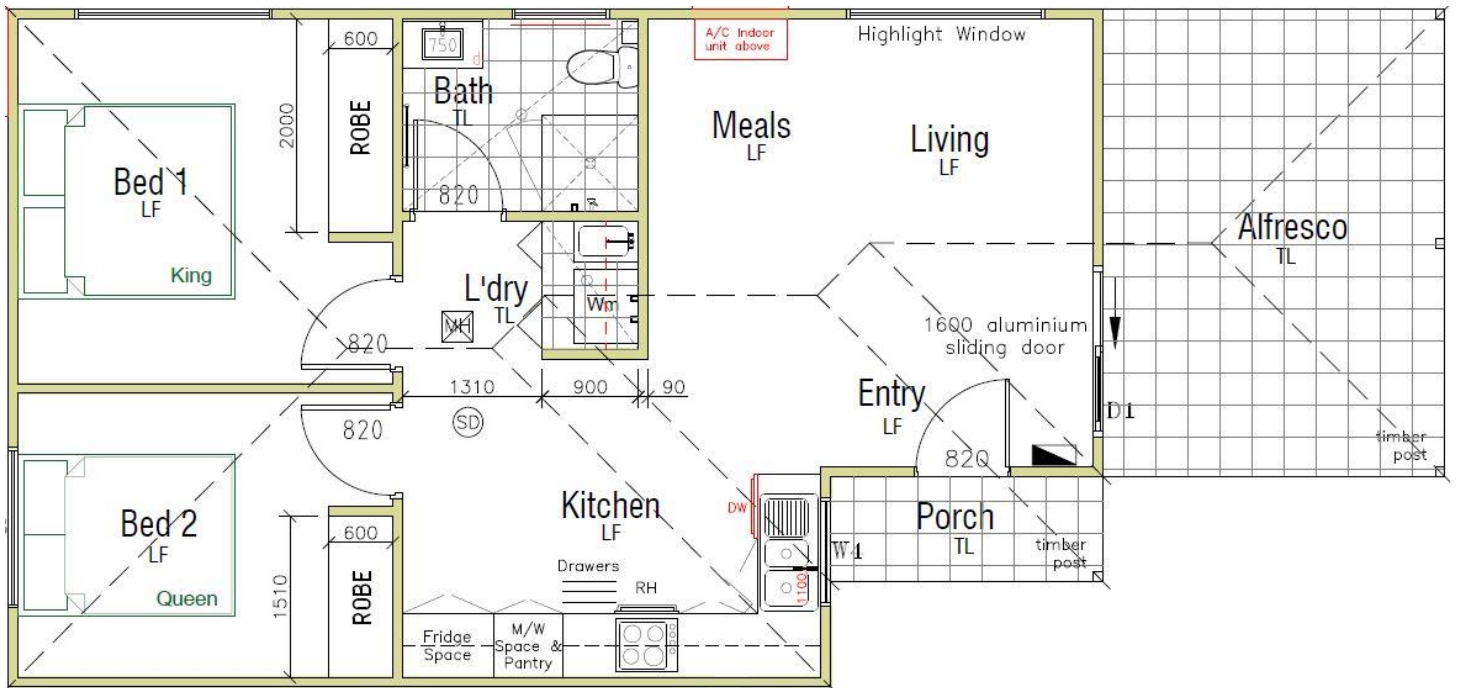 600
2000
ROBE
Bed 1
LF
King
750
d
Bath
TL
820
A/C Indoor
unit above
Highlight Window
Meals
LF
Living
LF
Alfresco
TL
L'dry
TL
Wm
MH
820
1310
900
90
SD
820
1600 aluminium
sliding door
Entry
LF
820
D1
timber
post
Bed 2
LF
Queen
600
1510
ROBE
Kitchen
LF
DW
W4
1100
Porch
TL
timber
post
Drawers
RH
Fridge
Space
M/W
Space &
Pantry